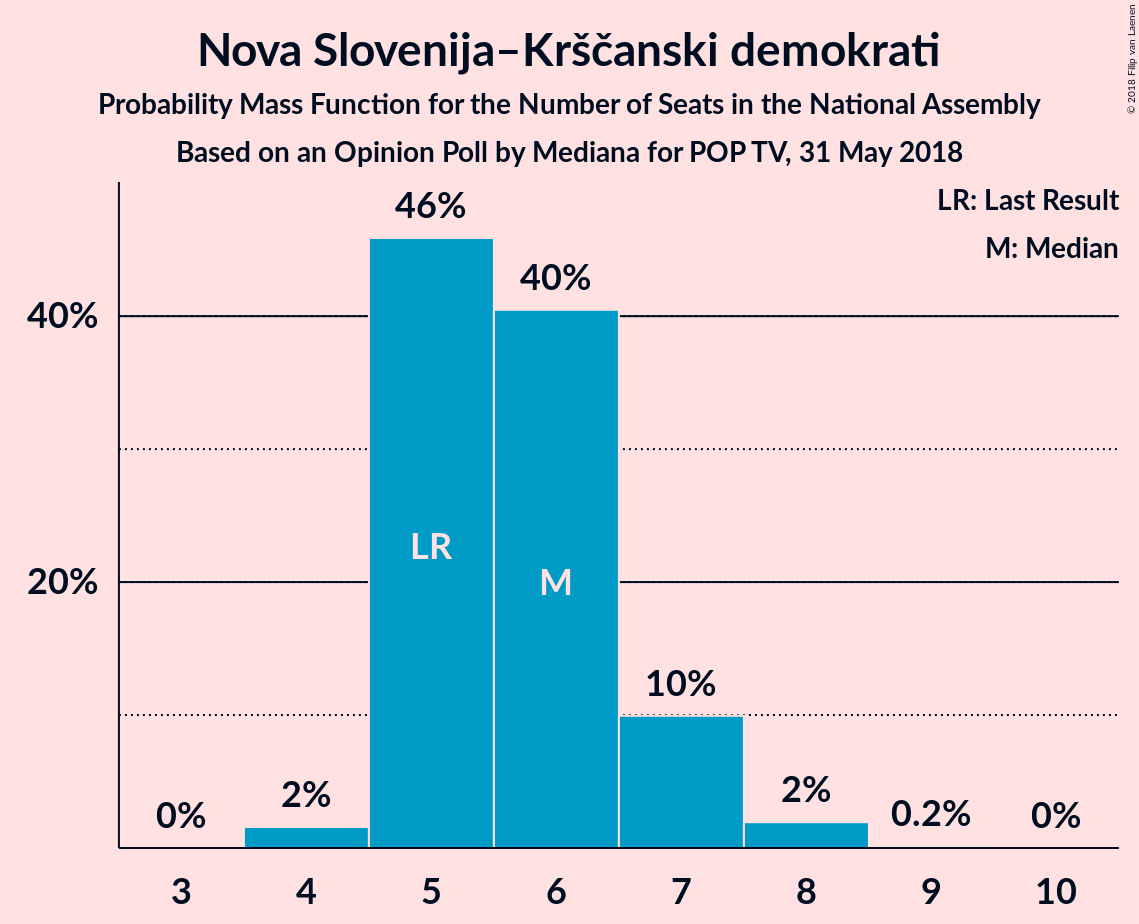 Nova Slovenija–Krščanski demokrati
Probability Mass Function for the Number of Seats in the National Assembly
Based on an Opinion Poll by Mediana for POP TV, 31 May 2018
© 2018 Filip van Laenen
LR: Last Result
M: Median
46%
40%
40%
LR
M
20%
10%
2%
2%
0%
0.2%
0%
3 4 5 6 7 8 9 10